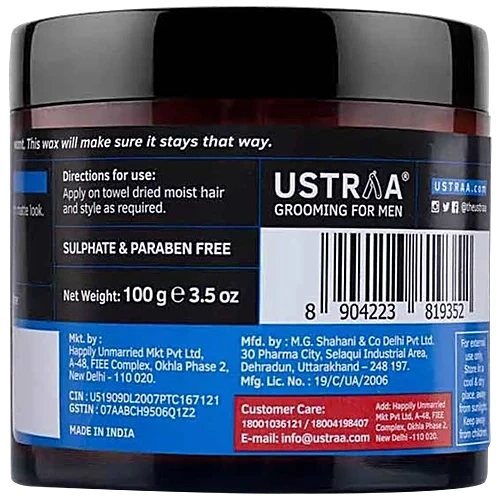 want. This wax will make sure it stays that way.
matte look.
Directions for use:
Apply on towel dried moist hair
and style as required.
SULPHATE & PARABEN FREE
Net Weight: 100 g ℮ 3.5 oz
USTRAA®
GROOMING FOR MEN
USTRAA.com
@theustraa
8 904223 819352
Mkt. by :
Happily Unmarried Mkt Pvt Ltd,
A-48, FIEE Complex, Okhla Phase 2,
New Delhi - 110 020.
CIN : U51909DL2007PTC167121
GSTIN : 07AABCH9506Q1Z2
MADE IN INDIA
Mfd. by : M.G. Shahani & Co Delhi Pvt Ltd.
30 Pharma City, Selaqui Industrial Area,
Dehradun, Uttarakhand - 248 197.
Mfg. Lic. No. : 19/C/UA/2006
Customer Care:
18001036121 / 18004198407
E-mail: info@ustraa.com
Add: Happily Unmarried
Mkt Pvt Ltd, A-48, FIEE
Complex, Okhla Phase 2,
New Delhi -110 020
For external
use only.
Store in a
cool & dry
place, away
from sunlight.
Keep away
from children.